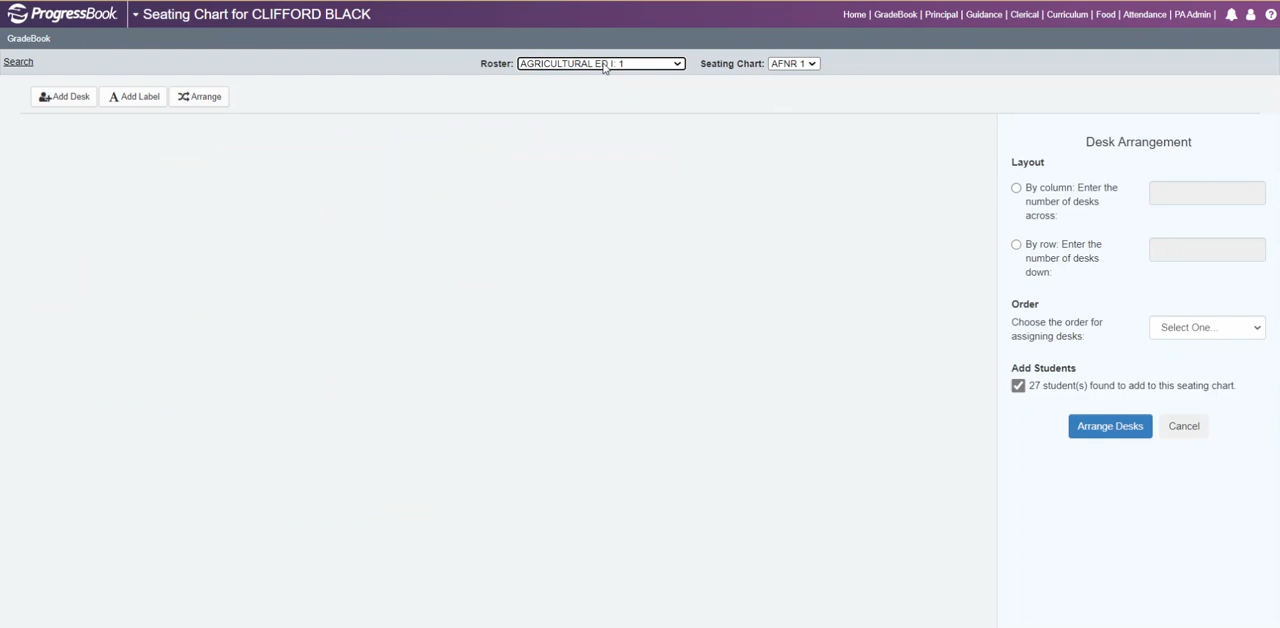 ProgressBook Seating Chart for CLIFFORD BLACK Home | GradeBook | Principal | Guidance | Clerical | Curriculum | Food | Attendance | PA Admin |
GradeBook
Search Roster: AGRICULTURAL ED I: 1 Seating Chart: AFNR 1
Add Desk Add Label Arrange
Desk Arrangement
Layout
By column: Enter the
number of desks
across:
By row: Enter the
number of desks
down:
Order
Choose the order for
assigning desks:
Select One...
Add Students
27 student(s) found to add to this seating chart.
Arrange Desks Cancel